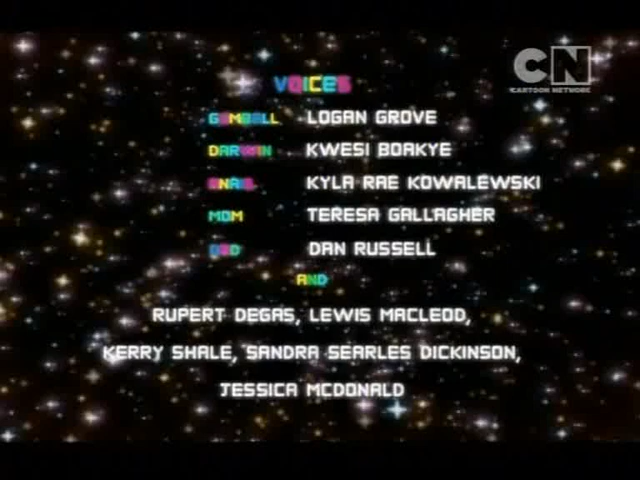 CN
CARTOON NETWORK
VOICES
GUMBALL LOGAN GROVE
DARWIN KWESI BOAKYE
ANAIS KYLA RAE KOWALEWSKI
MOM TERESA GALLAGHER
DAD DAN RUSSELL
AND
RUPERT DEGAS, LEWIS MACLEOD,
KERRY SHALE, SANDRA SEARLES DICKINSON,
JESSICA MCDONALD